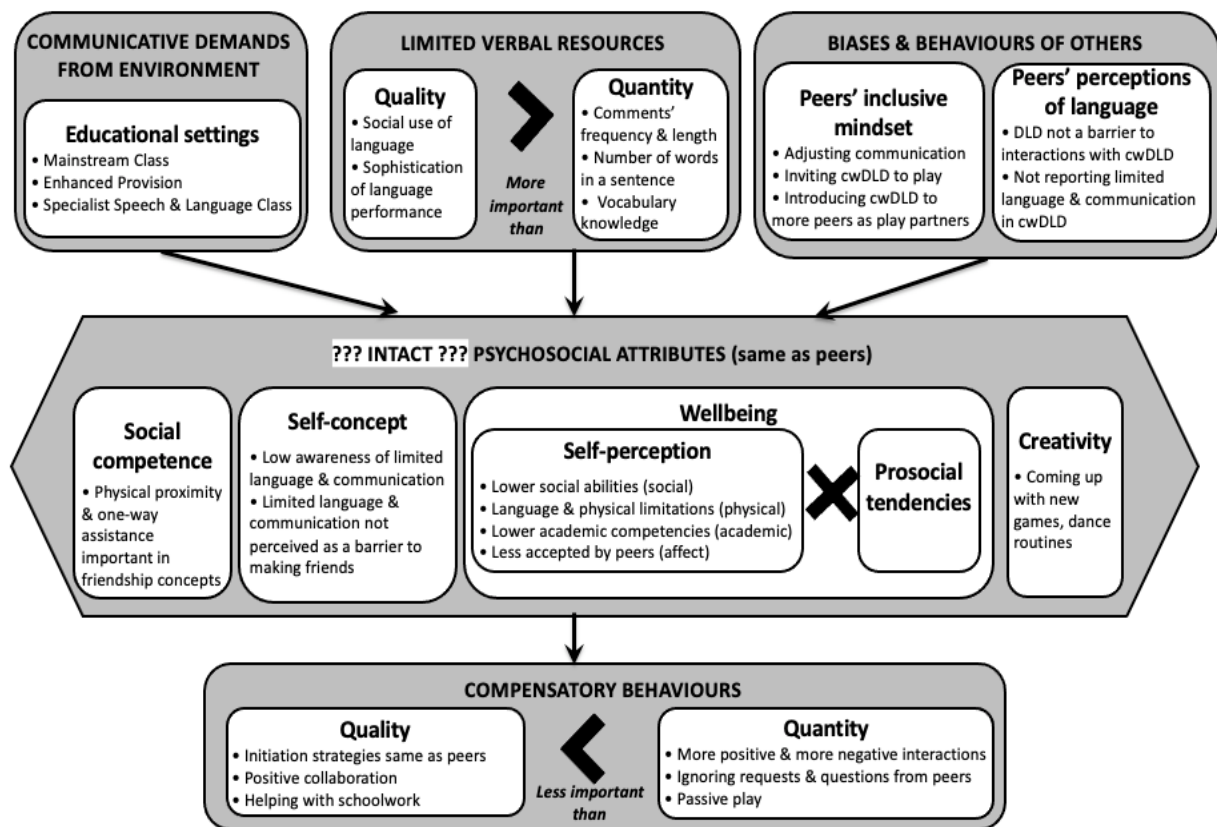 COMMUNICATIVE DEMANDS
FROM ENVIRONMENT
Educational settings
• Mainstream Class
• Enhanced Provision
• Specialist Speech & Language Class
LIMITED VERBAL RESOURCES
Quality
• Social use of
language
• Sophistication
of language
performance
More
important
than
Quantity
• Comments'
frequency & length
• Number of words
in a sentence
• Vocabulary
knowledge
BIASES & BEHAVIOURS OF OTHERS
Peers' inclusive
mindset
• Adjusting communication
• Inviting cwDLD to play
• Introducing cwDLD to
more peers as play partners
Peers' perceptions
of language
• DLD not a barrier to
interactions with cwDLD
• Not reporting limited
language & communication
in cwDLD
??? INTACT ??? PSYCHOSOCIAL ATTRIBUTES (same as peers)
Social
competence
• Physical proximity
& one-way
assistance
important in
friendship concepts
Self-concept
• Low awareness of limited
language & communication
• Limited language &
communication not
perceived as a barrier to
making friends
Wellbeing
Self-perception
• Lower social abilities (social)
• Language & physical limitations (physical)
• Lower academic competencies (academic)
• Less accepted by peers (affect)
Prosocial
tendencies
Creativity
• Coming up
with new
games, dance
routines
COMPENSATORY BEHAVIOURS
Quality
• Initiation strategies same as peers
• Positive collaboration
• Helping with schoolwork
Less important
than
Quantity
• More positive & more negative interactions
• Ignoring requests & questions from peers
• Passive play